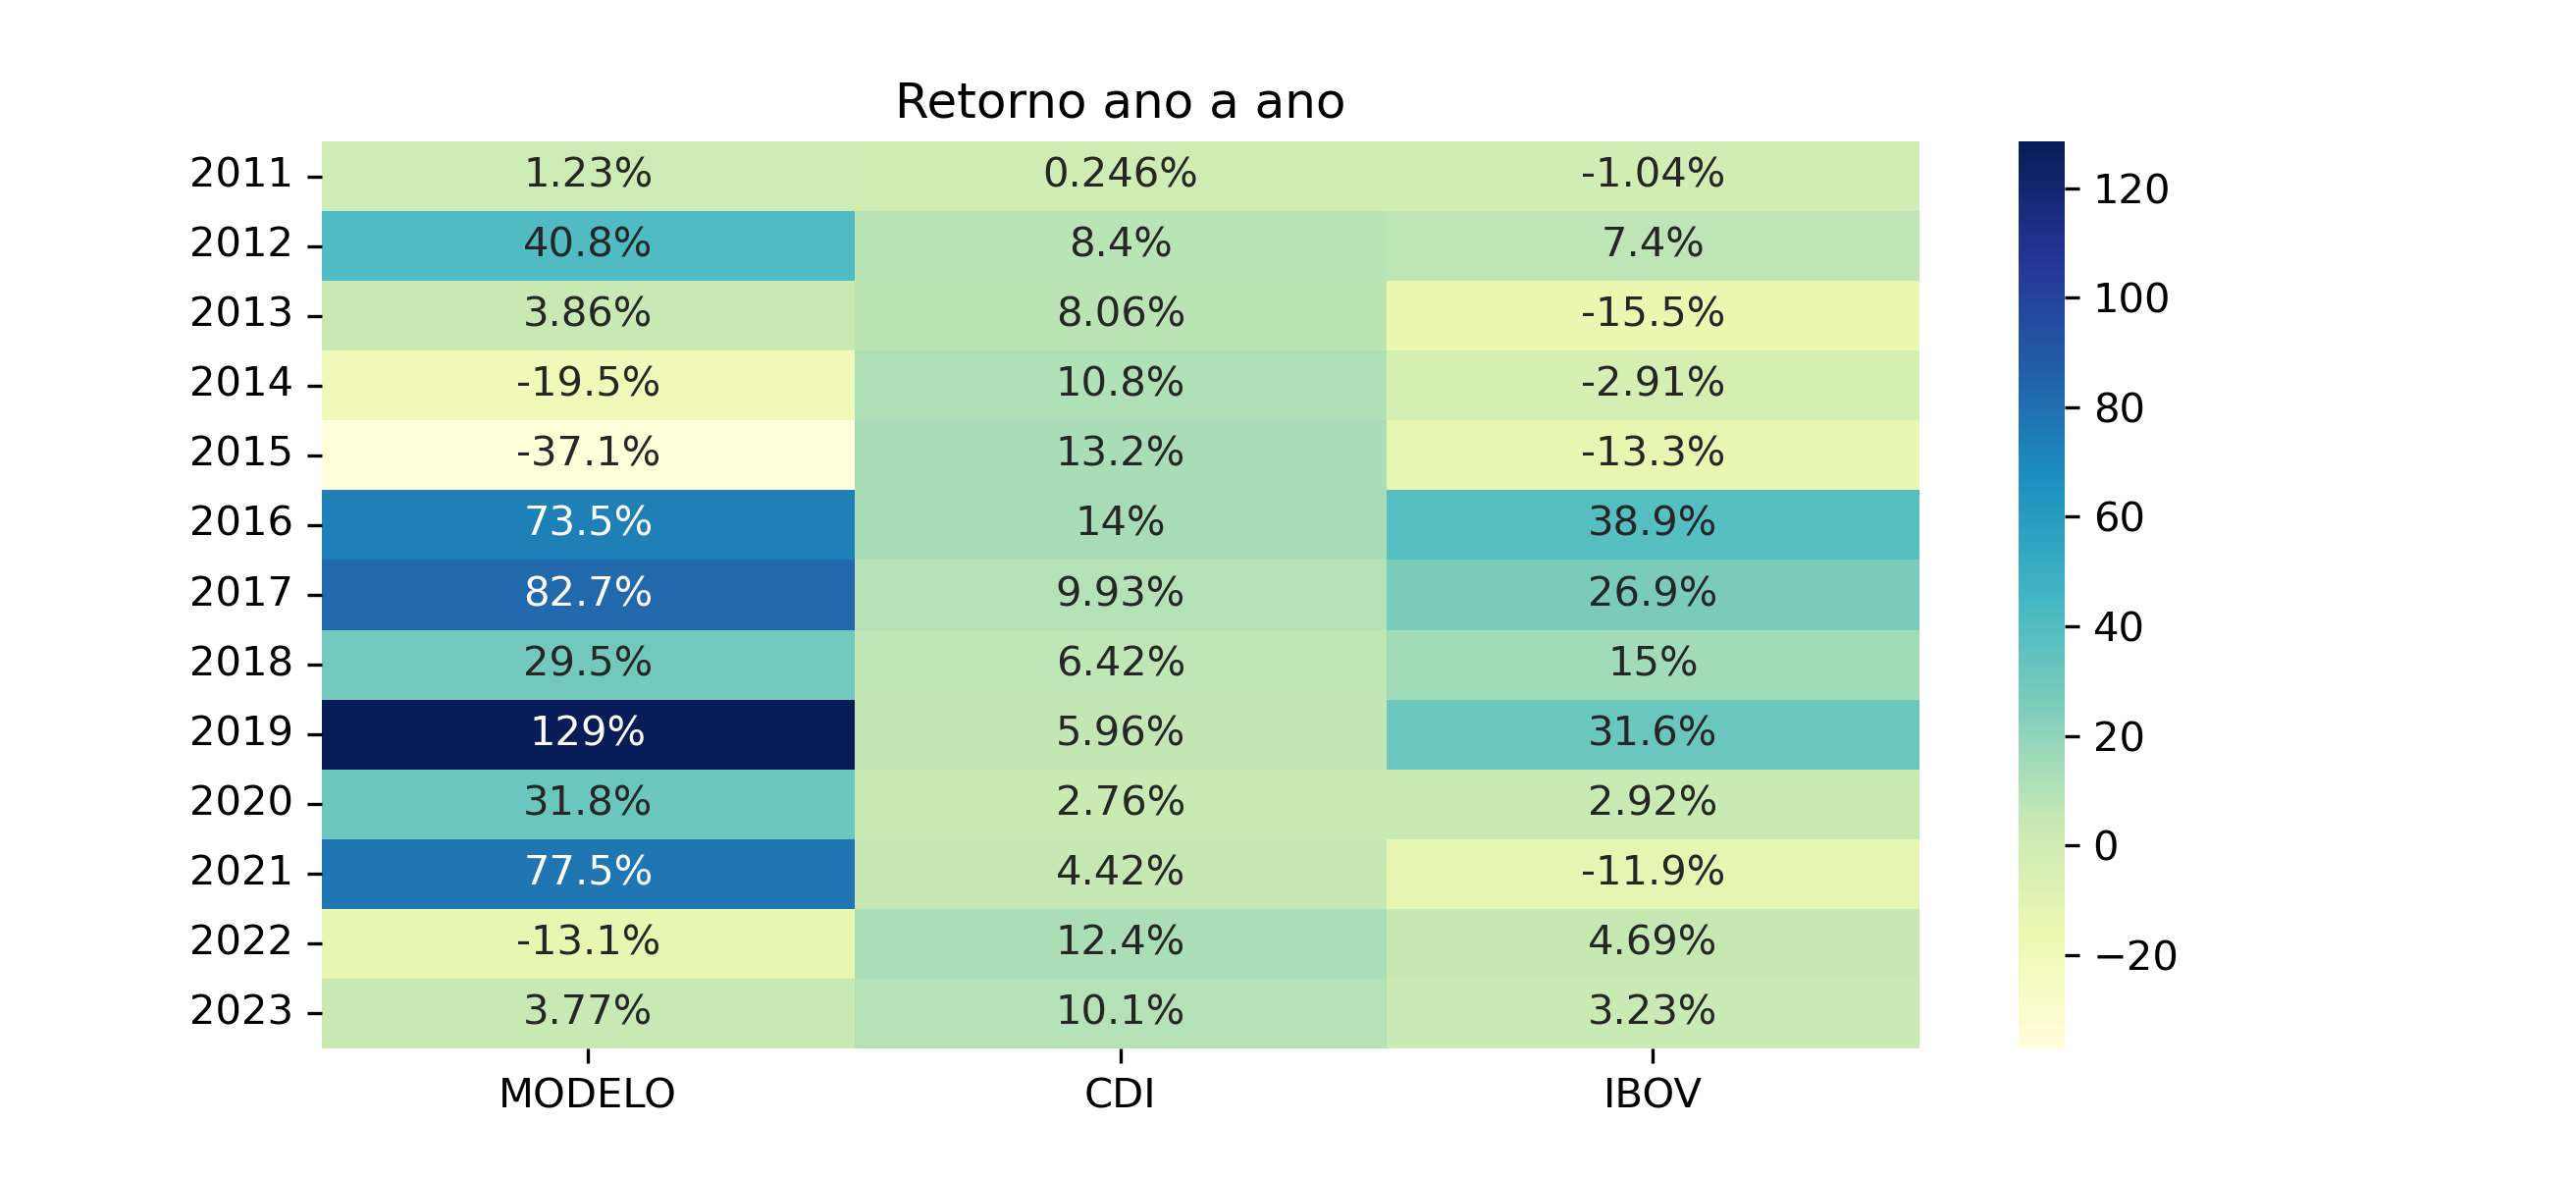 Retorno ano a ano
2011 1.23% 0.246% -1.04% 120
2012 40.8% 8.4% 7.4% 100
2013 3.86% 8.06% -15.5% 80
2014 -19.5% 10.8% -2.91% 60
2015 -37.1% 13.2% -13.3% 40
2016 73.5% 14% 38.9% 20
2017 82.7% 9.93% 26.9% 0
2018 29.5% 6.42% 15% −20
2019 129% 5.96% 31.6%
2020 31.8% 2.76% 2.92%
2021 77.5% 4.42% -11.9%
2022 -13.1% 12.4% 4.69%
2023 3.77% 10.1% 3.23%
MODELO CDI IBOV